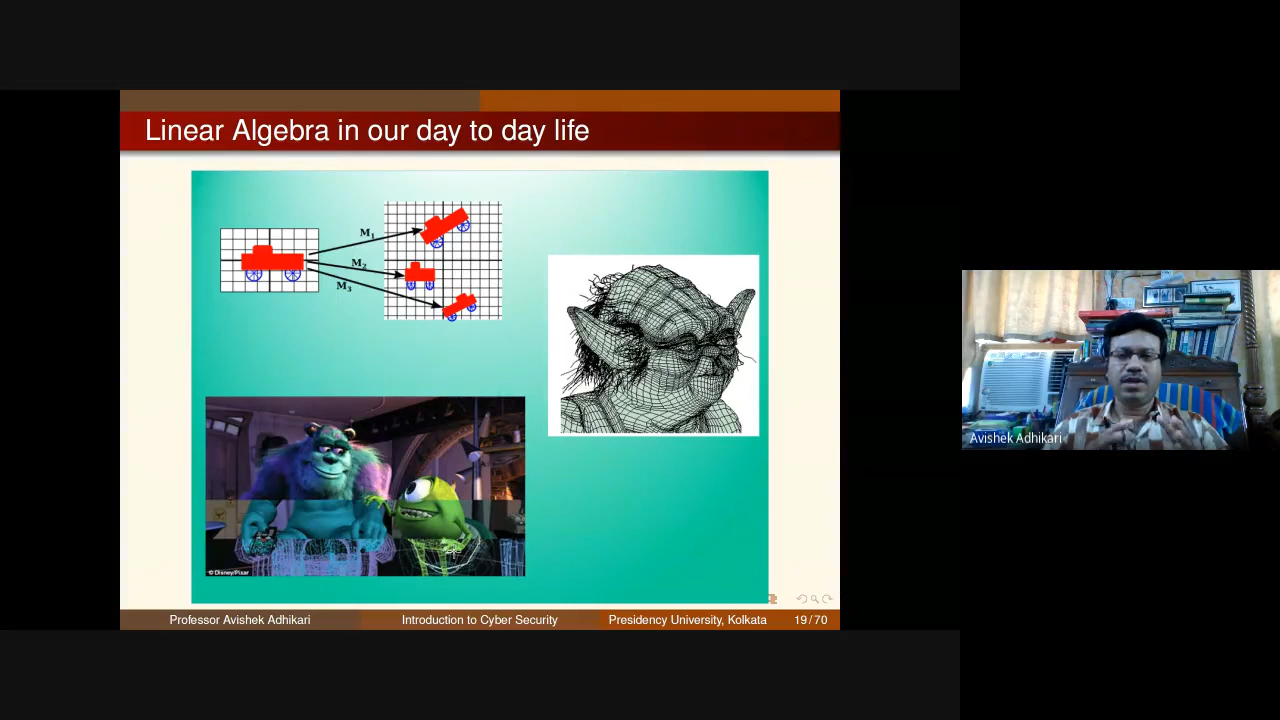 Linear Algebra in our day to day life
M1
M2
M3
© Disney/Pixar
Avishek Adhikari
Professor Avishek Adhikari
Introduction to Cyber Security
Presidency University, Kolkata
19 / 70